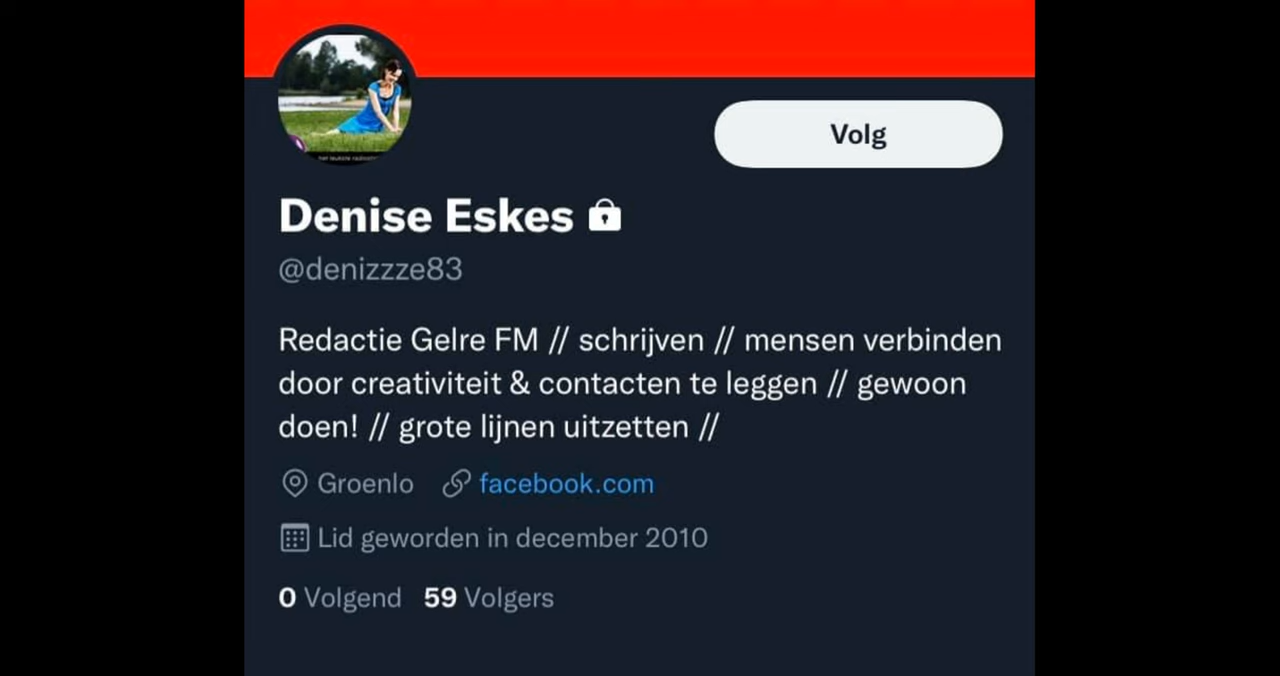 Volg
Denise Eskes
@denizzze83
Redactie Gelre FM // schrijven // mensen verbinden
door creativiteit & contacten te leggen // gewoon
doen! // grote lijnen uitzetten //
Groenlo facebook.com
Lid geworden in december 2010
0 Volgend 59 Volgers